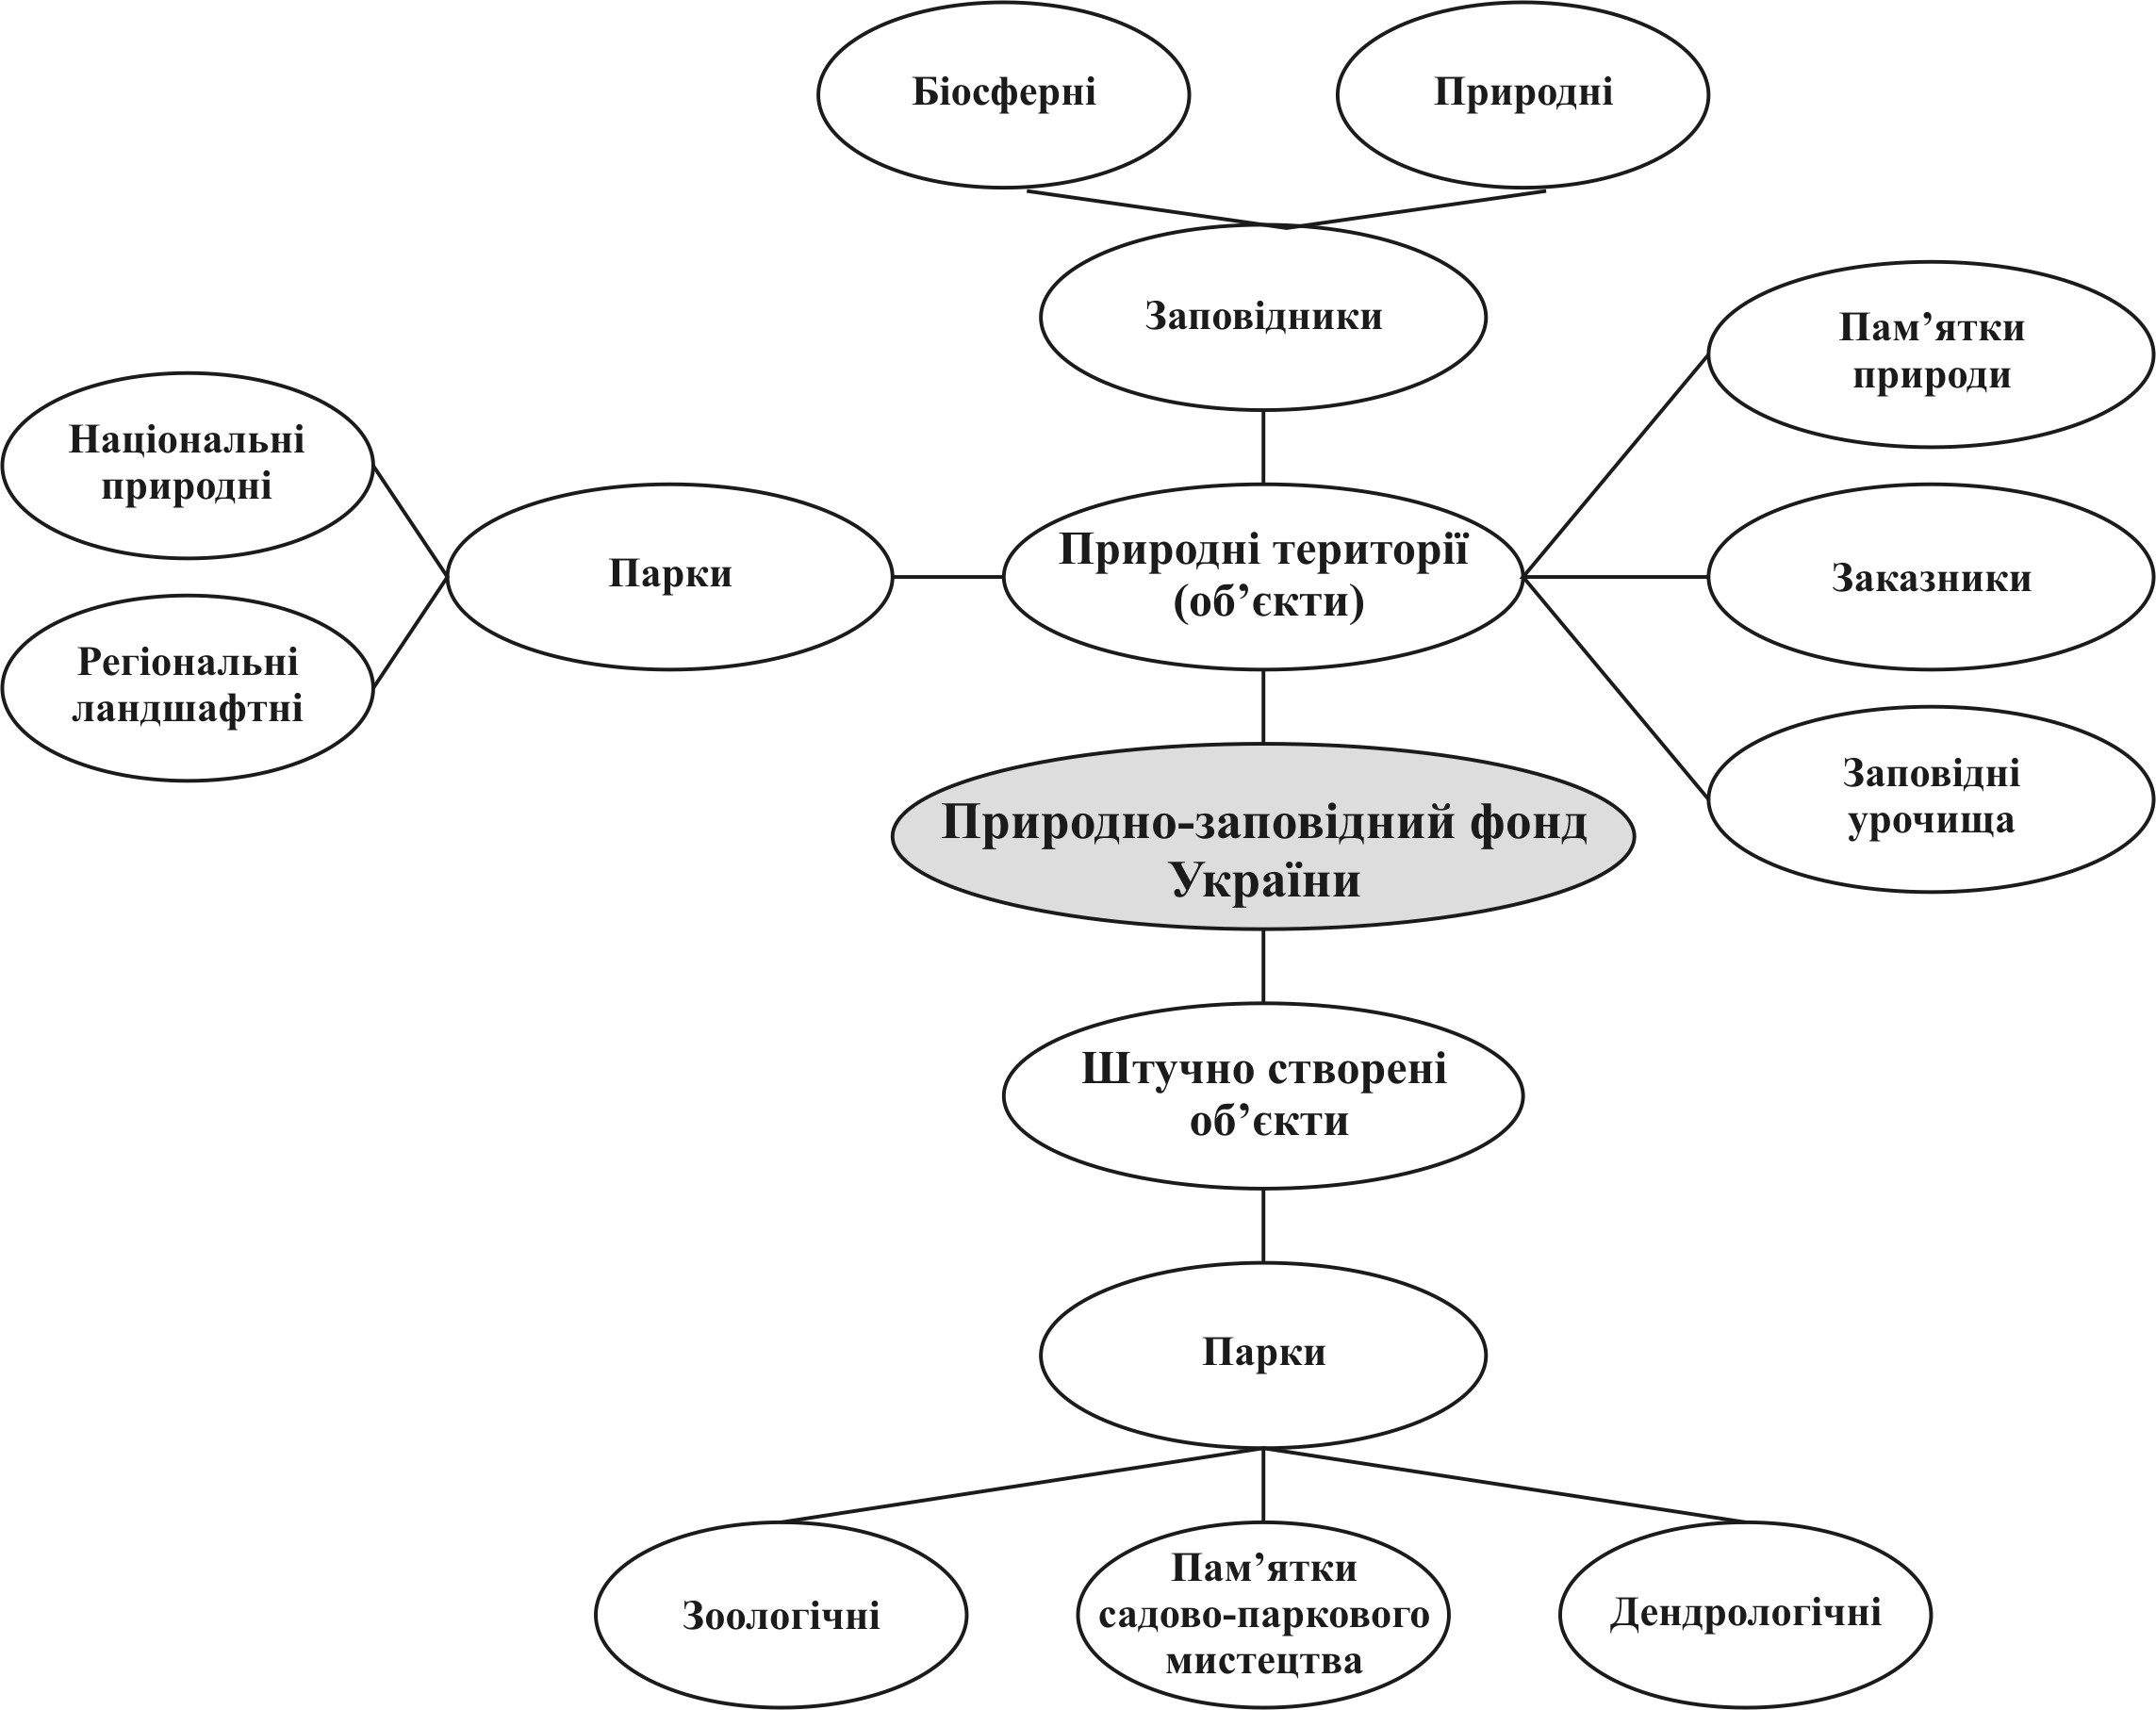 Біосферні
Природні
Заповідники
Пам’ятки
природи
Національні
природні
Парки
Природні території
(об’єкти)
Заказники
Регіональні
ландшафтні
Заповідні
урочища
Природно-заповідний фонд
України
Штучно створені
об’єкти
Парки
Зоологічні
Пам’ятки
садово-паркового
мистецтва
Дендрологічні